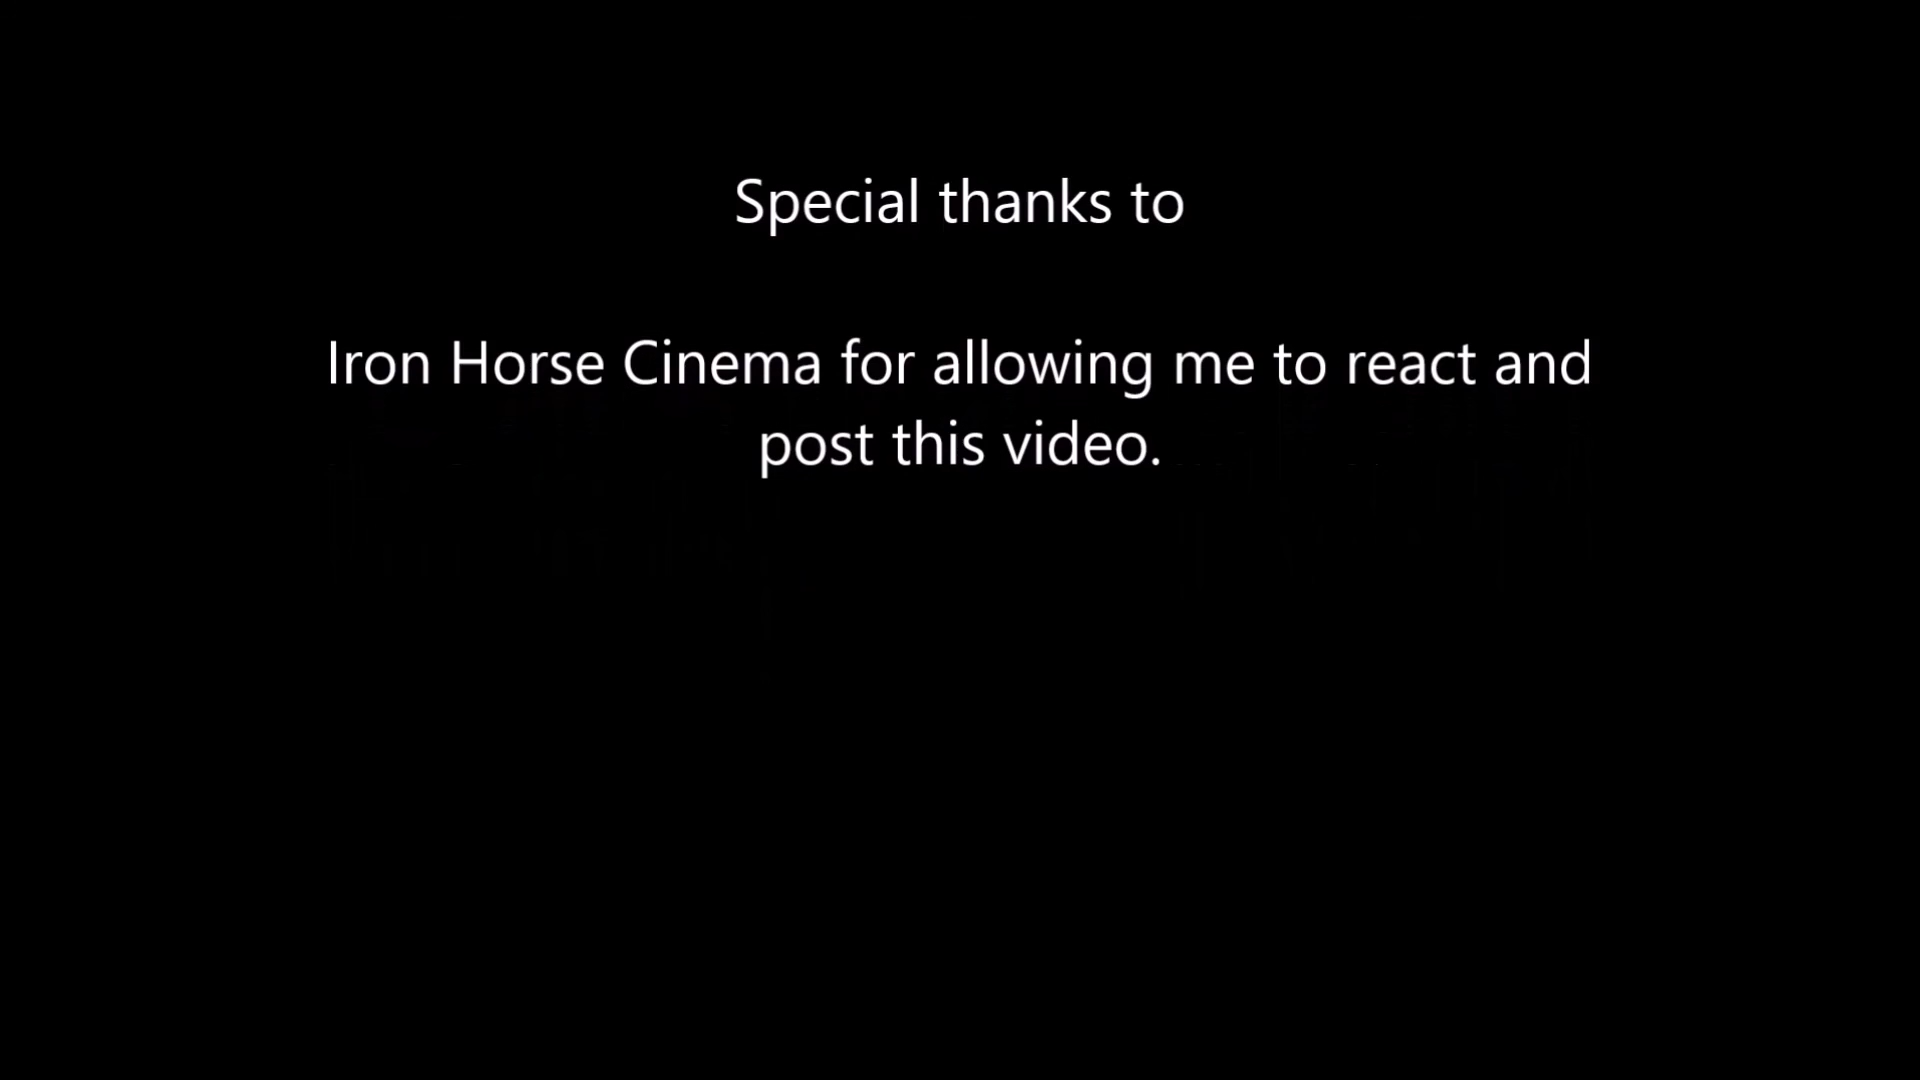 Special thanks to
Iron Horse Cinema for allowing me to react and
post this video.